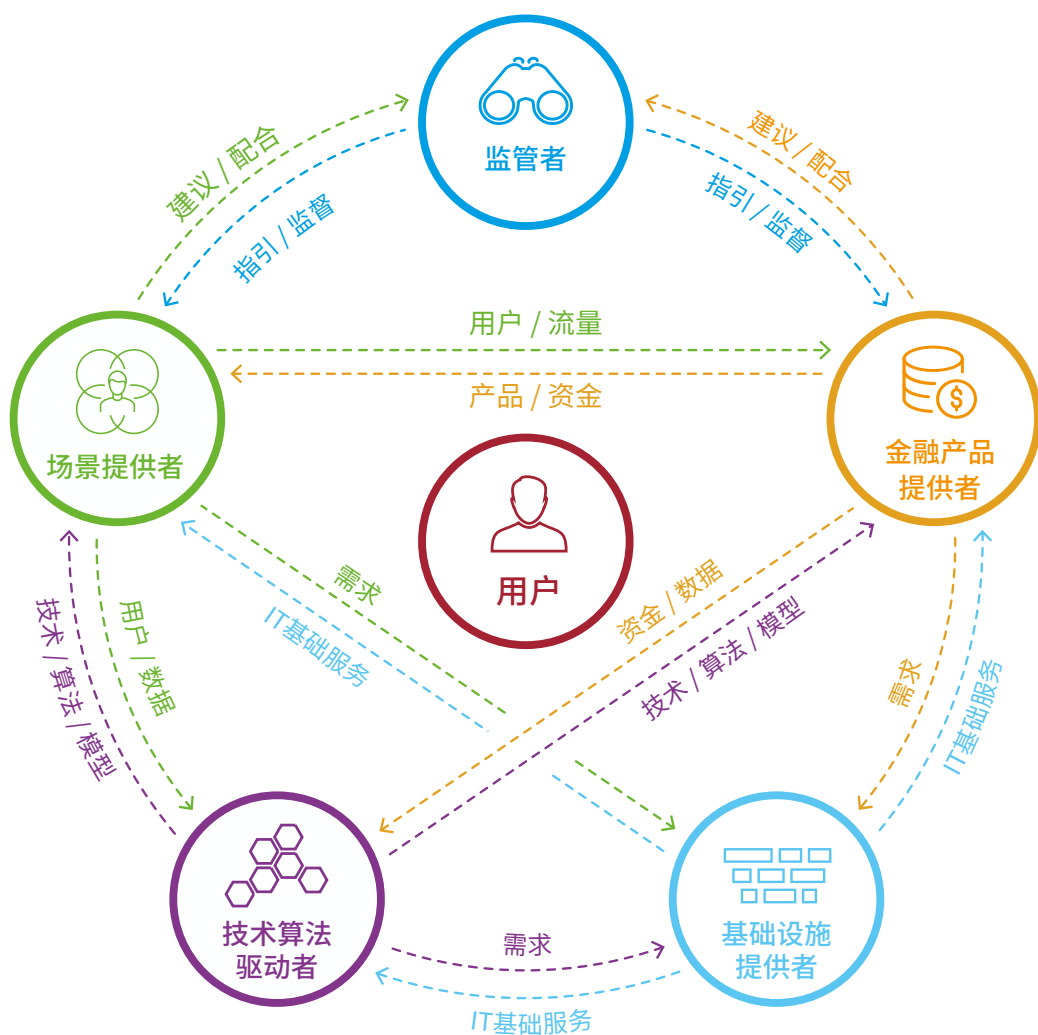 监管者
建议 / 配合
指引 / 监督
建议 / 配合
指引 / 监督
用户 / 流量
产品 / 资金
$
场景提供者
金融产品
提供者
用户
需求
IT基础服务
资金 / 数据
技术 / 算法 / 模型
技术 / 算法 / 模型
用户 / 数据
需求
IT基础服务
技术算法
驱动者
需求
IT基础服务
基础设施
提供者